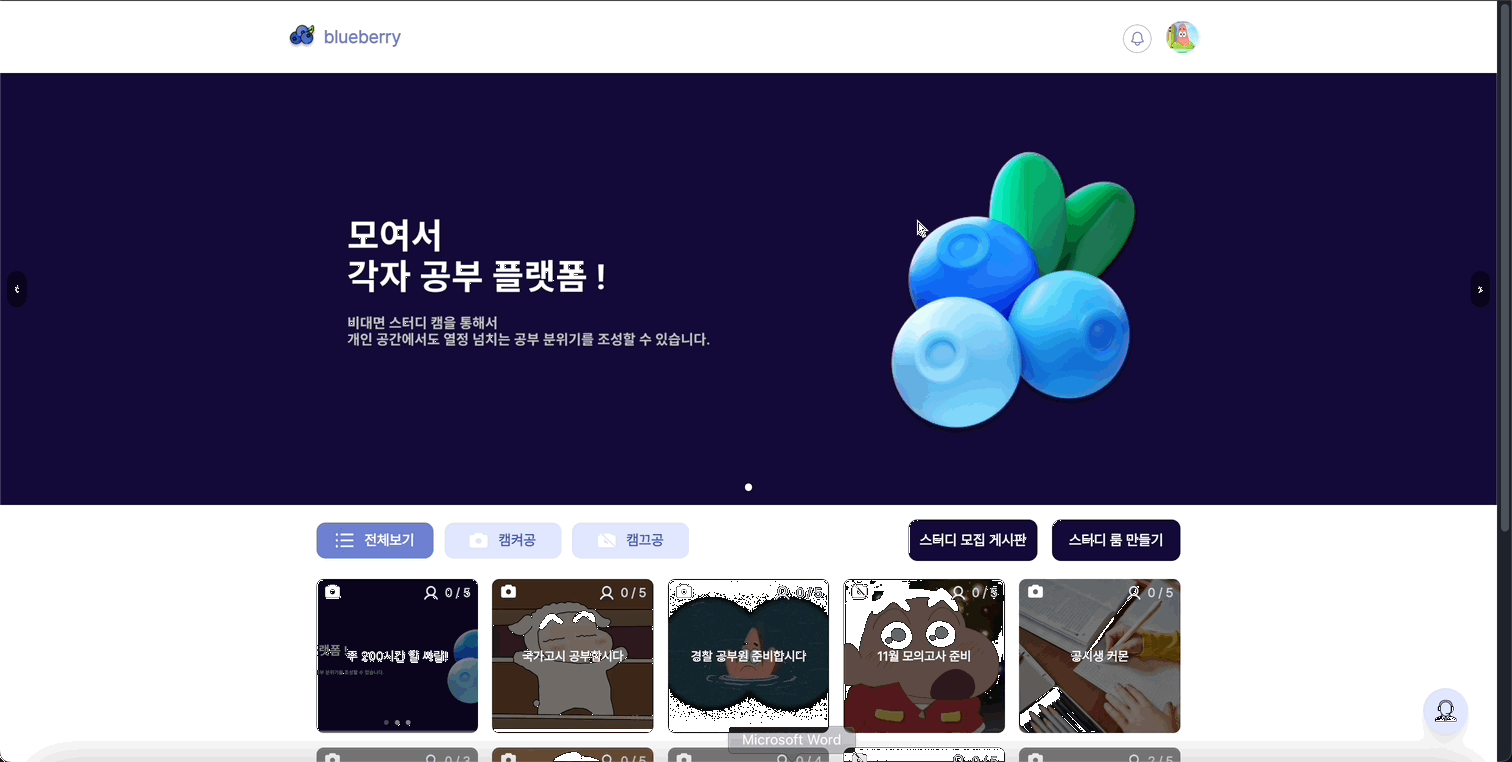 blueberry
모여서
각자 공부 플랫폼 !
비대면 스터디 캠을 통해서
개인 공간에서도 열정 넘치는 공부 분위기를 조성할 수 있습니다.
전체보기
캠켜공
캠끄공
스터디 모집 게시판
스터디 룸 만들기
0 / 5
0 / 5
0 / 5
0 / 5
0 / 5
랫폼 !
주 200시간 할 싸람!!
국가고시 공부합시다
경찰 공부원 준비합시다
11월 모의고사 준비
공시생 커몬
Microsoft Word
0 / 3
0 / 5
0 / 4
0 / 5
2 / 5